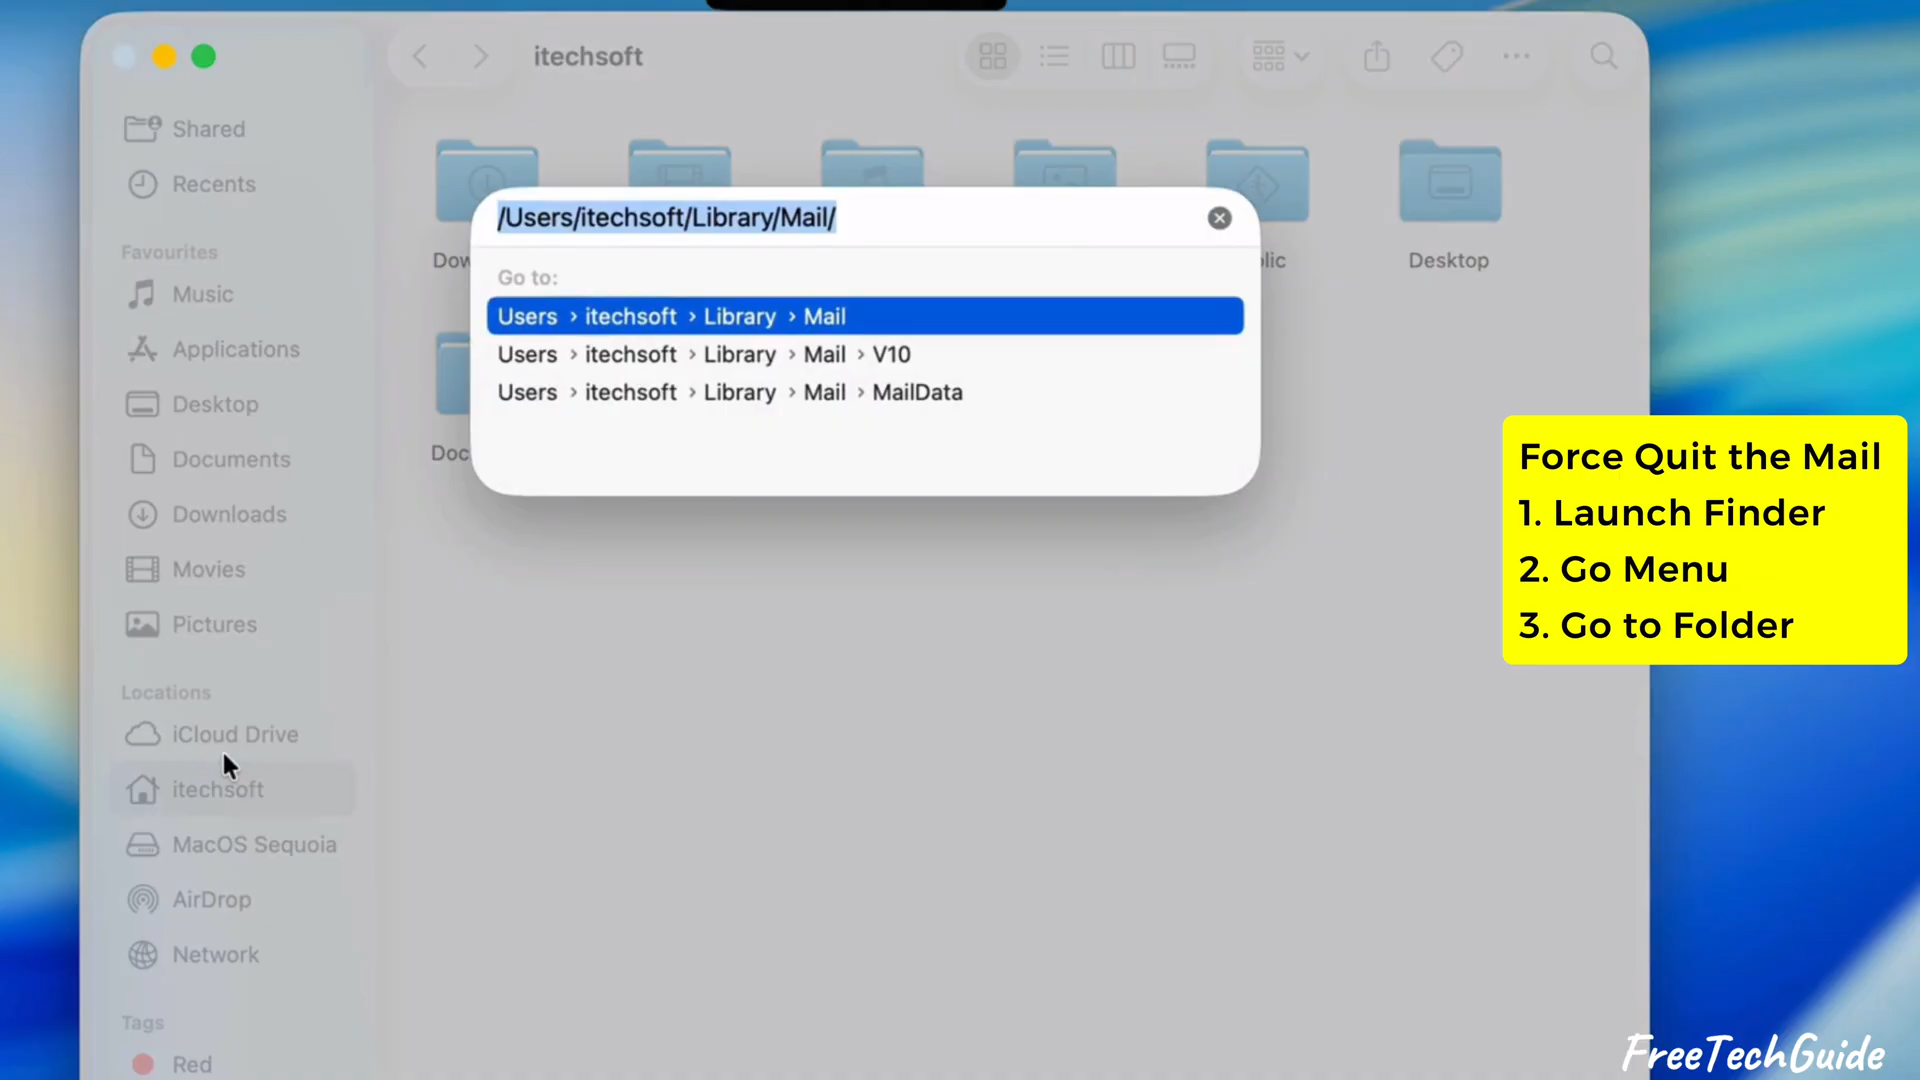 itechsoft
Shared
Recents
Favourites
Music
Applications
Desktop
Documents
Downloads
Movies
Pictures
Locations
iCloud Drive
itechsoft
MacOS Sequoia
AirDrop
Network
Tags
Red
/Users/itechsoft/Library/Mail/
Go to:
Users › itechsoft › Library › Mail
Users › itechsoft › Library › Mail › V10
Users › itechsoft › Library › Mail › MailData
Dow
lic
Desktop
Doc
Force Quit the Mail
1. Launch Finder
2. Go Menu
3. Go to Folder
FreeTechGuide